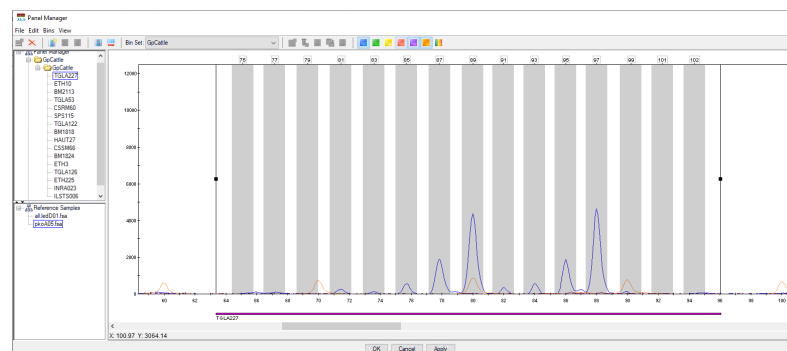 Panel Manager
File Edit Bins View
Bin Set: GpCattle
Panel Manager
GpCattle
GpCattle
TGLA227
ETH10
BM2113
TGLA53
CSRM60
SPS115
TGLA122
BM1818
HAUT27
CSSM66
BM1824
ETH3
TGLA126
ETH225
INRA023
ILSTS006
Reference Samples
pkoA05.fsa
75 77 79 81 83 85 87 89 91 93 95 97 99 101 102
12000
10000
8000
6000
4000
2000
0
60 62 64 66 68 70 72 74 76 78 80 82 84 86 88 90 92 94 96 98 100
TGLA227
X: 100.97 Y: 3064.14
OK Cancel Apply